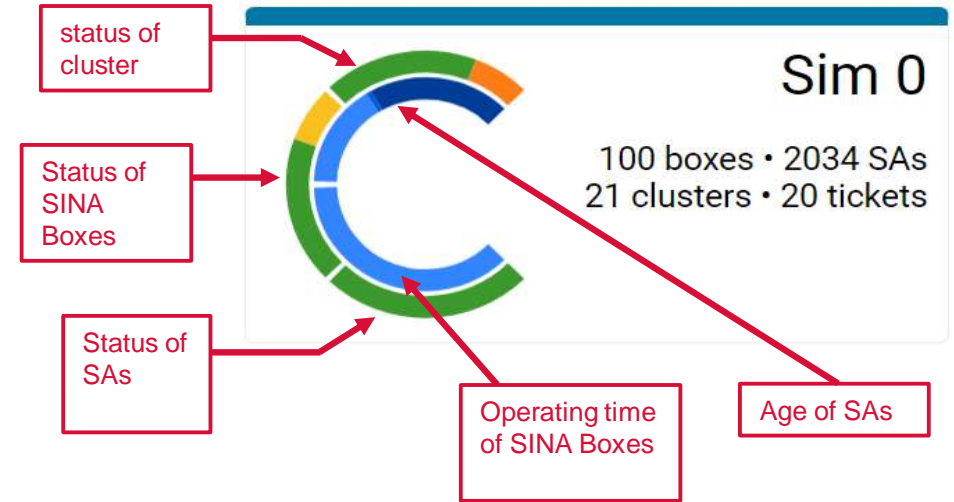 status of
cluster
Sim 0
100 boxes • 2034 SAs
21 clusters • 20 tickets
Status of
SINA
Boxes
Status of
SAs
Operating time
of SINA Boxes
Age of SAs